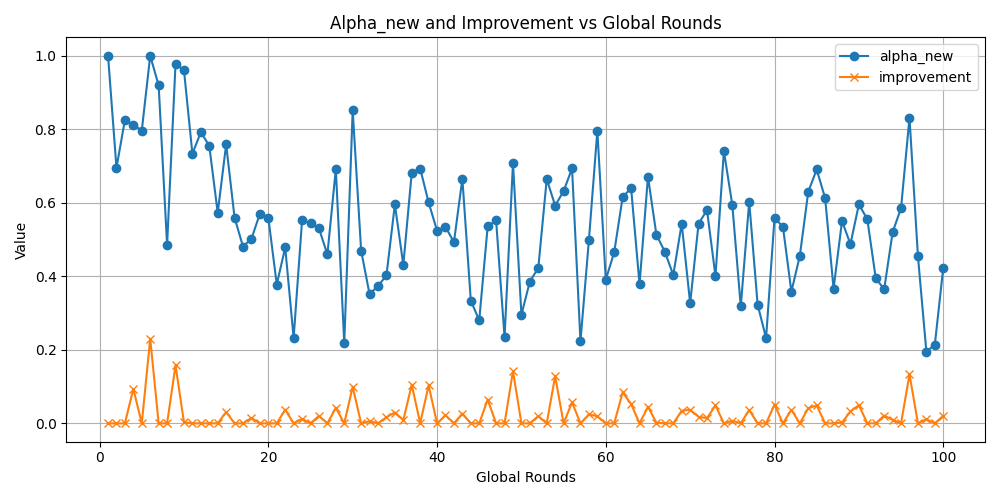 Alpha_new and Improvement vs Global Rounds
alpha_new
improvement
Value
1.0
0.8
0.6
0.4
0.2
0.0
0
20
40
60
80
100
Global Rounds